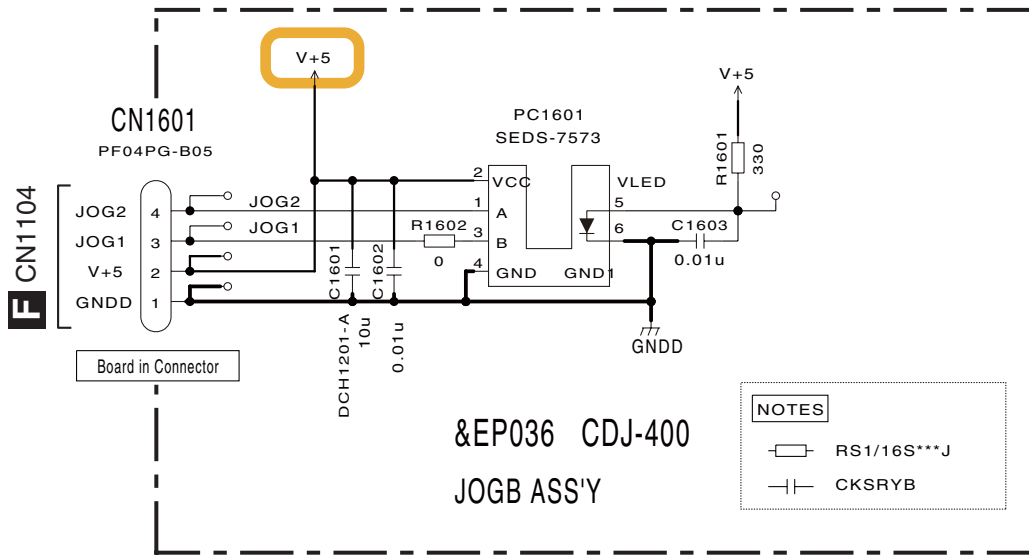 V+5
V+5
CN1601
PF04PG-B05
PC1601
SEDS-7573
R1601
330
F CN1104
JOG2
JOG1
V+5
GNDD
4
3
2
1
JOG2
JOG1
R1602
0
2
1
3
4
VCC
A
B
GND
VLED
GND1
5
6
C1603
0.01u
C1601
DCH1201-A
10u
C1602
0.01u
GNDD
Board in Connector
&EP036 CDJ-400
JOGB ASS'Y
NOTES
RS1/16S***J
CKSRYB